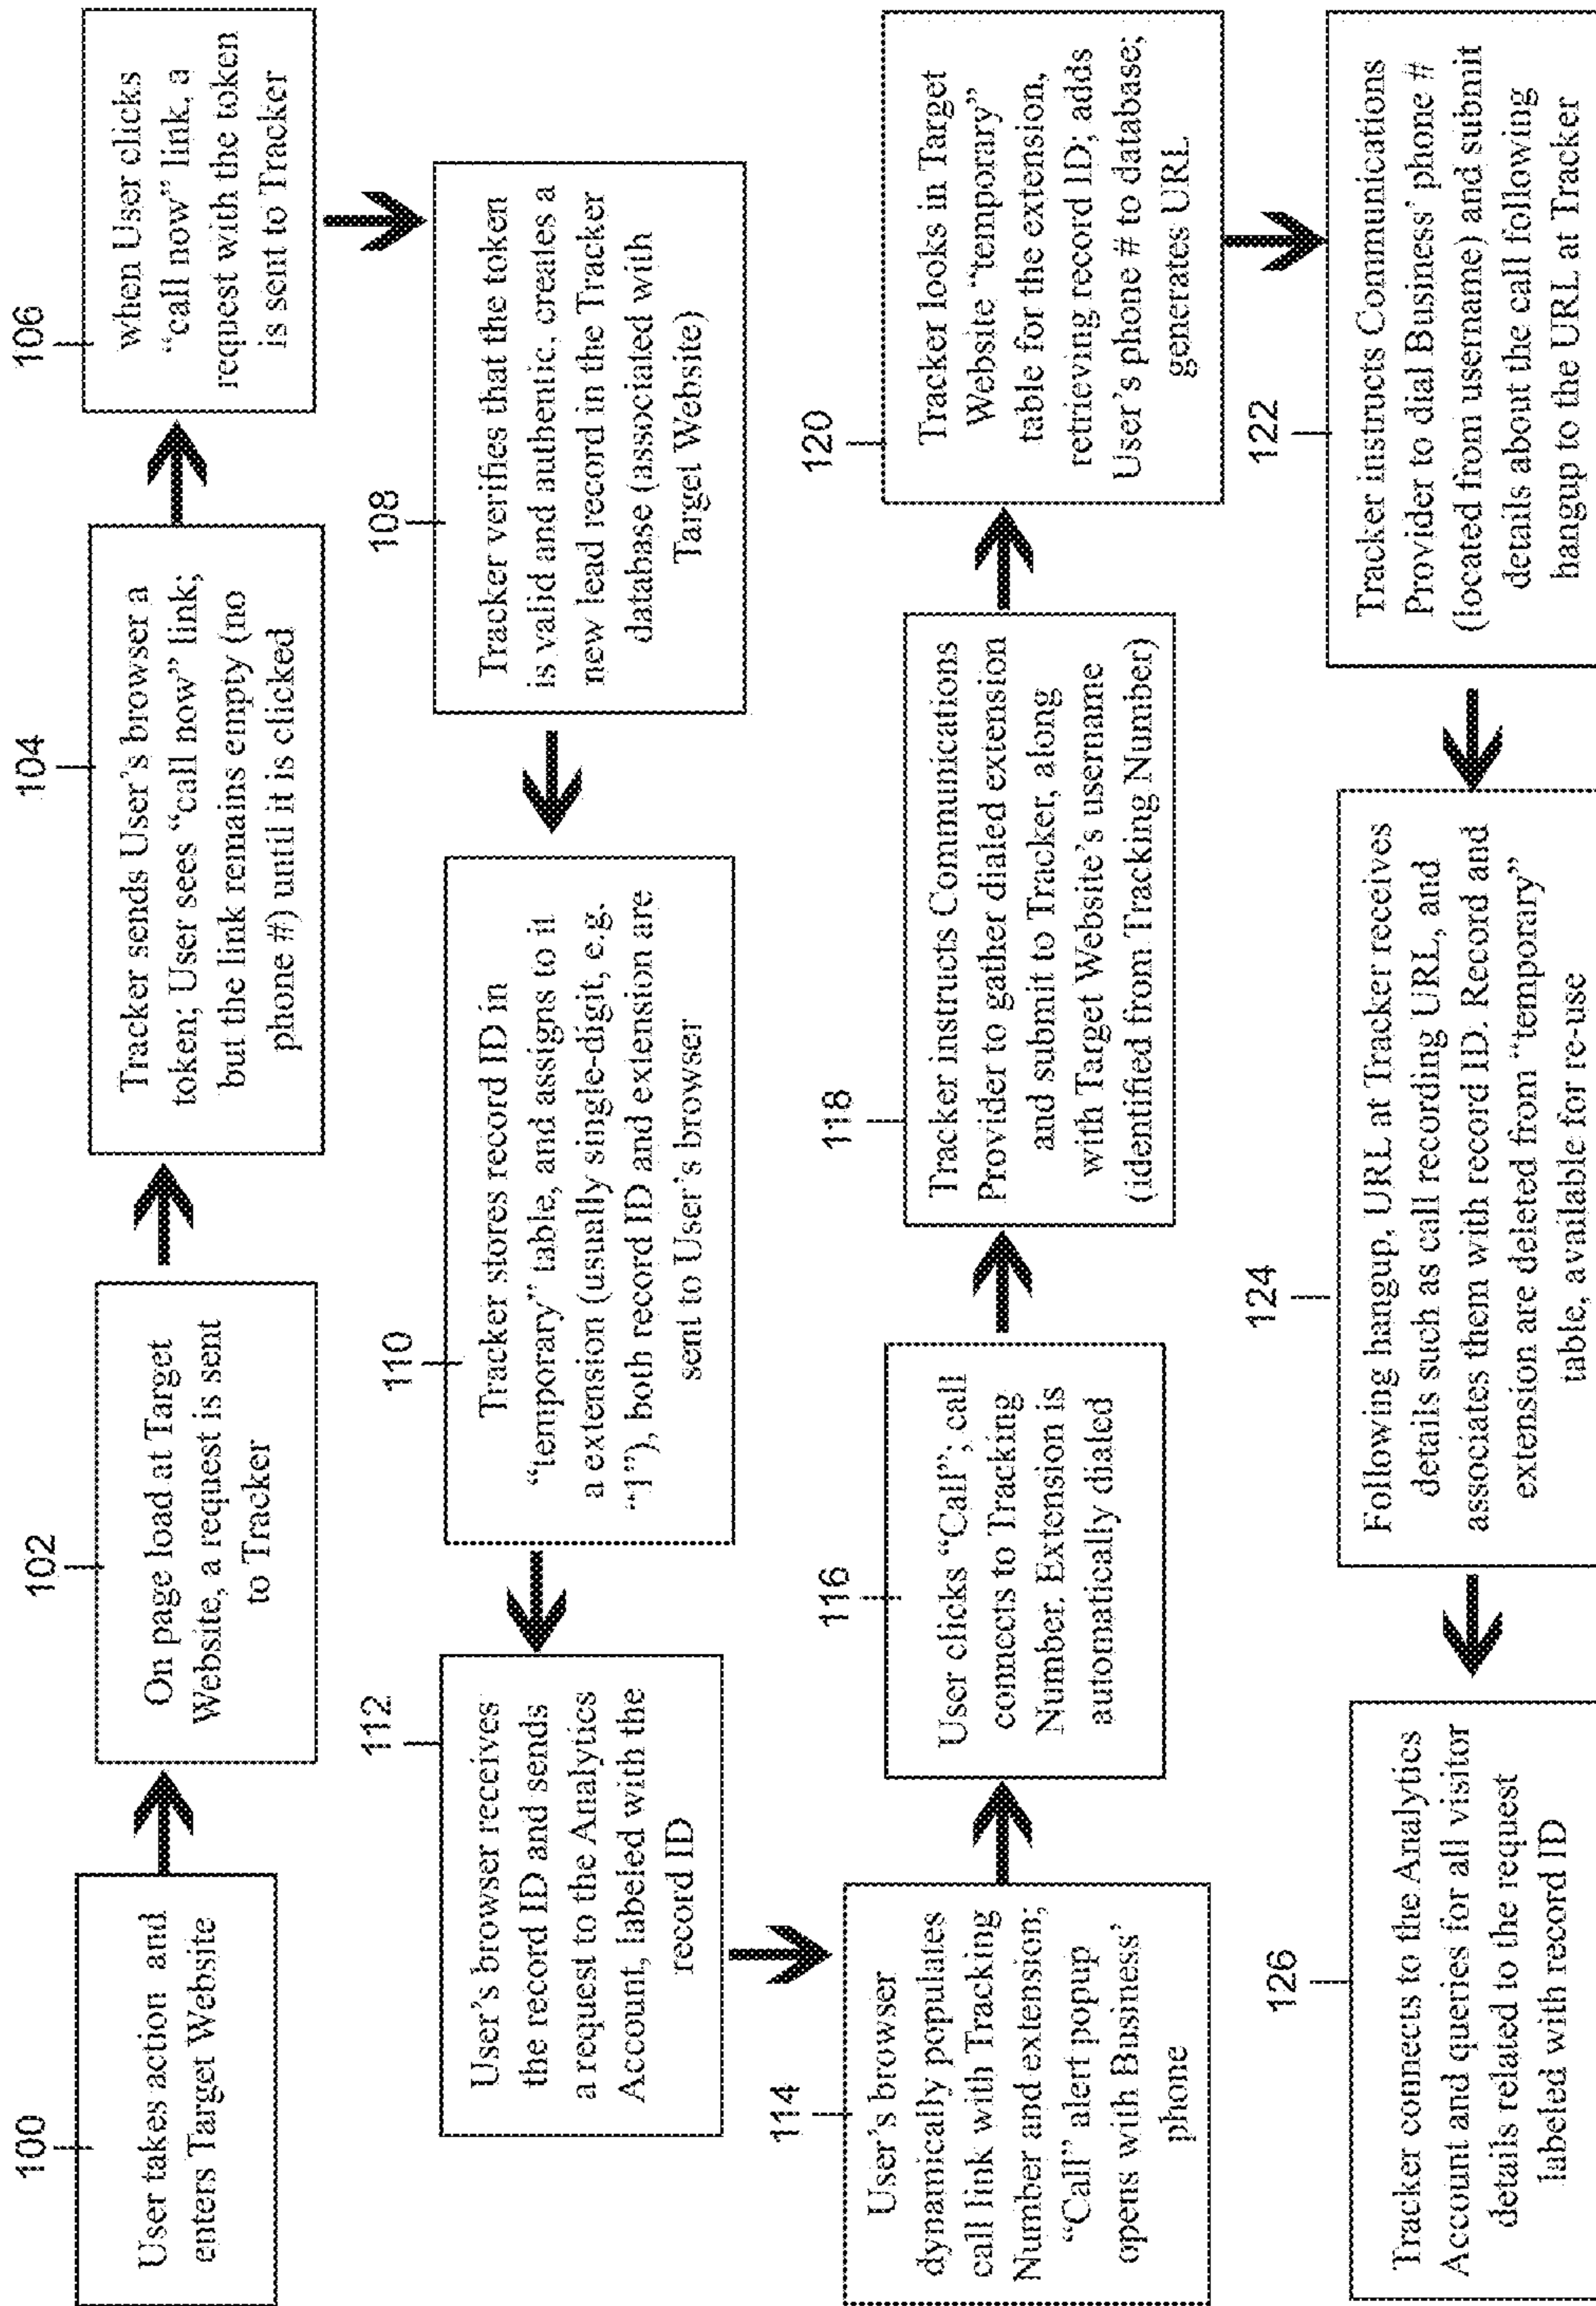 100
User takes action and
enters Target Website
102
On page load at Target
Website, a request is sent
to Tracker
104
Tracker sends User's browser a
token; User sees "call now" link;
but the link remains empty (no
phone #) until it is clicked
106
when User clicks
"call now" link, a
request with the token
is sent to Tracker
108
Tracker verifies that the token
is valid and authentic, creates a
new lead record in the Tracker
database (associated with
Target Website)
110
Tracker stores record ID in
"temporary" table, and assigns to it
a extension (usually single-digit, e.g.
"1"), both record ID and extension are
sent to User's browser
112
User's browser receives
the record ID and sends
a request to the Analytics
Account, labeled with the
record ID
114
User's browser
dynamically populates
call link with Tracking
Number and extension;
"Call" alert popup
opens with Business'
phone
116
User clicks "Call"; call
connects to Tracking
Number. Extension is
automatically dialed
118
Tracker instructs Communications
Provider to gather dialed extension
and submit to Tracker, along
with Target Website's username
(identified from Tracking Number)
120
Tracker looks in Target
Website "temporary"
table for the extension,
retrieving record ID; adds
User's phone # to database;
generates URL
122
Tracker instructs Communications
Provider to dial Business' phone #
(located from username) and submit
details about the call following
hangup to the URL at Tracker
124
Following hangup, URL at Tracker receives
details such as call recording URL, and
associates them with record ID. Record and
extension are deleted from "temporary"
table, available for re-use
126
Tracker connects to the Analytics
Account and queries for all visitor
details related to the request
labeled with record ID